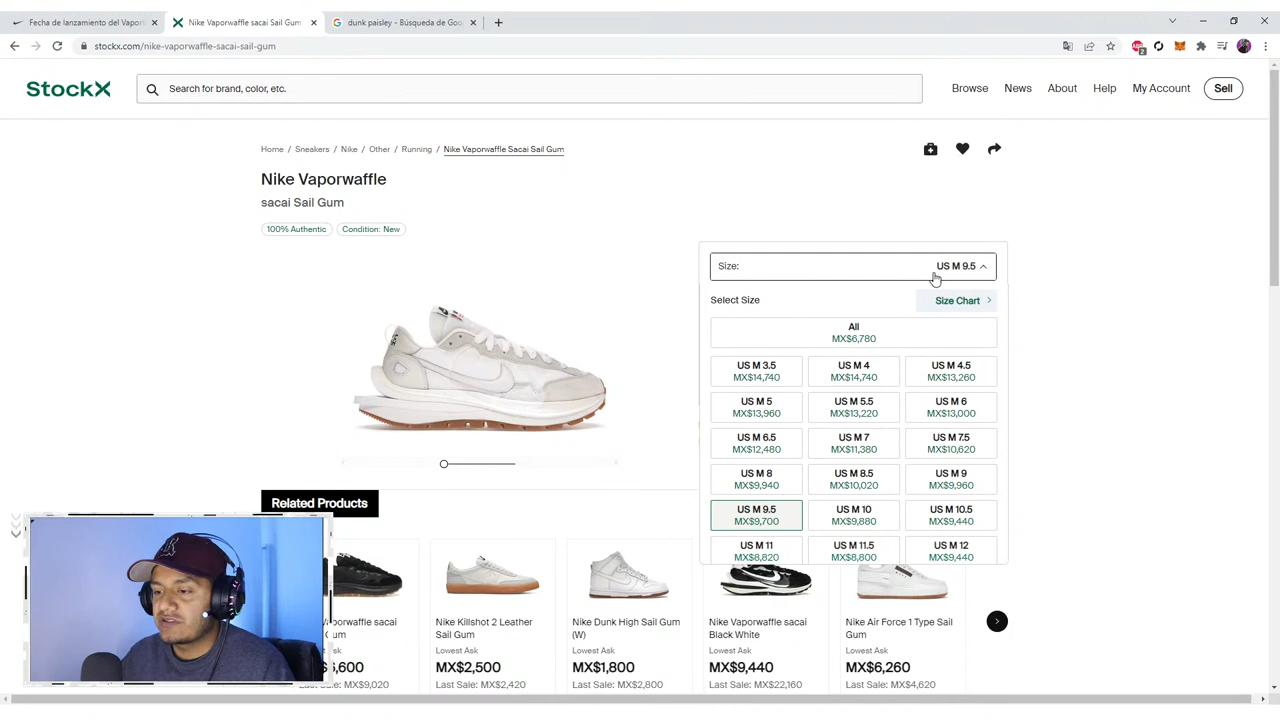 Fecha de lanzamiento del Vapor
Nike Vaporwaffle sacai Sail Gum
dunk paisley - Búsqueda de Goo
stockx.com/nike-vaporwaffle-sacai-sail-gum
StockX
Search for brand, color, etc.
Browse
News
About
Help
My Account
Sell
Home / Sneakers / Nike / Other / Running / Nike Vaporwaffle Sacai Sail Gum
Nike Vaporwaffle
sacai Sail Gum
100% Authentic
Condition: New
Size:
US M 9.5
Select Size
Size Chart
All
MX$6,780
US M 3.5
US M 4
US M 4.5
MX$14,740
MX$14,740
MX$13,260
US M 5
US M 5.5
US M 6
MX$13,960
MX$13,220
MX$13,000
US M 6.5
US M 7
US M 7.5
MX$12,480
MX$11,380
MX$10,620
US M 8
US M 8.5
US M 9
MX$9,940
MX$10,020
MX$9,960
US M 9.5
US M 10
US M 10.5
MX$9,700
MX$9,880
MX$9,440
US M 11
US M 11.5
US M 12
MX$8,820
MX$8,800
MX$9,440
Related Products
vaporwaffle sacai
um
,600
MX$9,020
Nike Killshot 2 Leather
Sail Gum
Lowest Ask
MX$2,500
Last Sale: MX$2,420
Nike Dunk High Sail Gum
(W)
Lowest Ask
MX$1,800
Last Sale: MX$2,800
Nike Vaporwaffle sacai
Black White
Lowest Ask
MX$9,440
Last Sale: MX$22,160
Nike Air Force 1 Type Sail
Gum
Lowest Ask
MX$6,260
Last Sale: MX$4,620